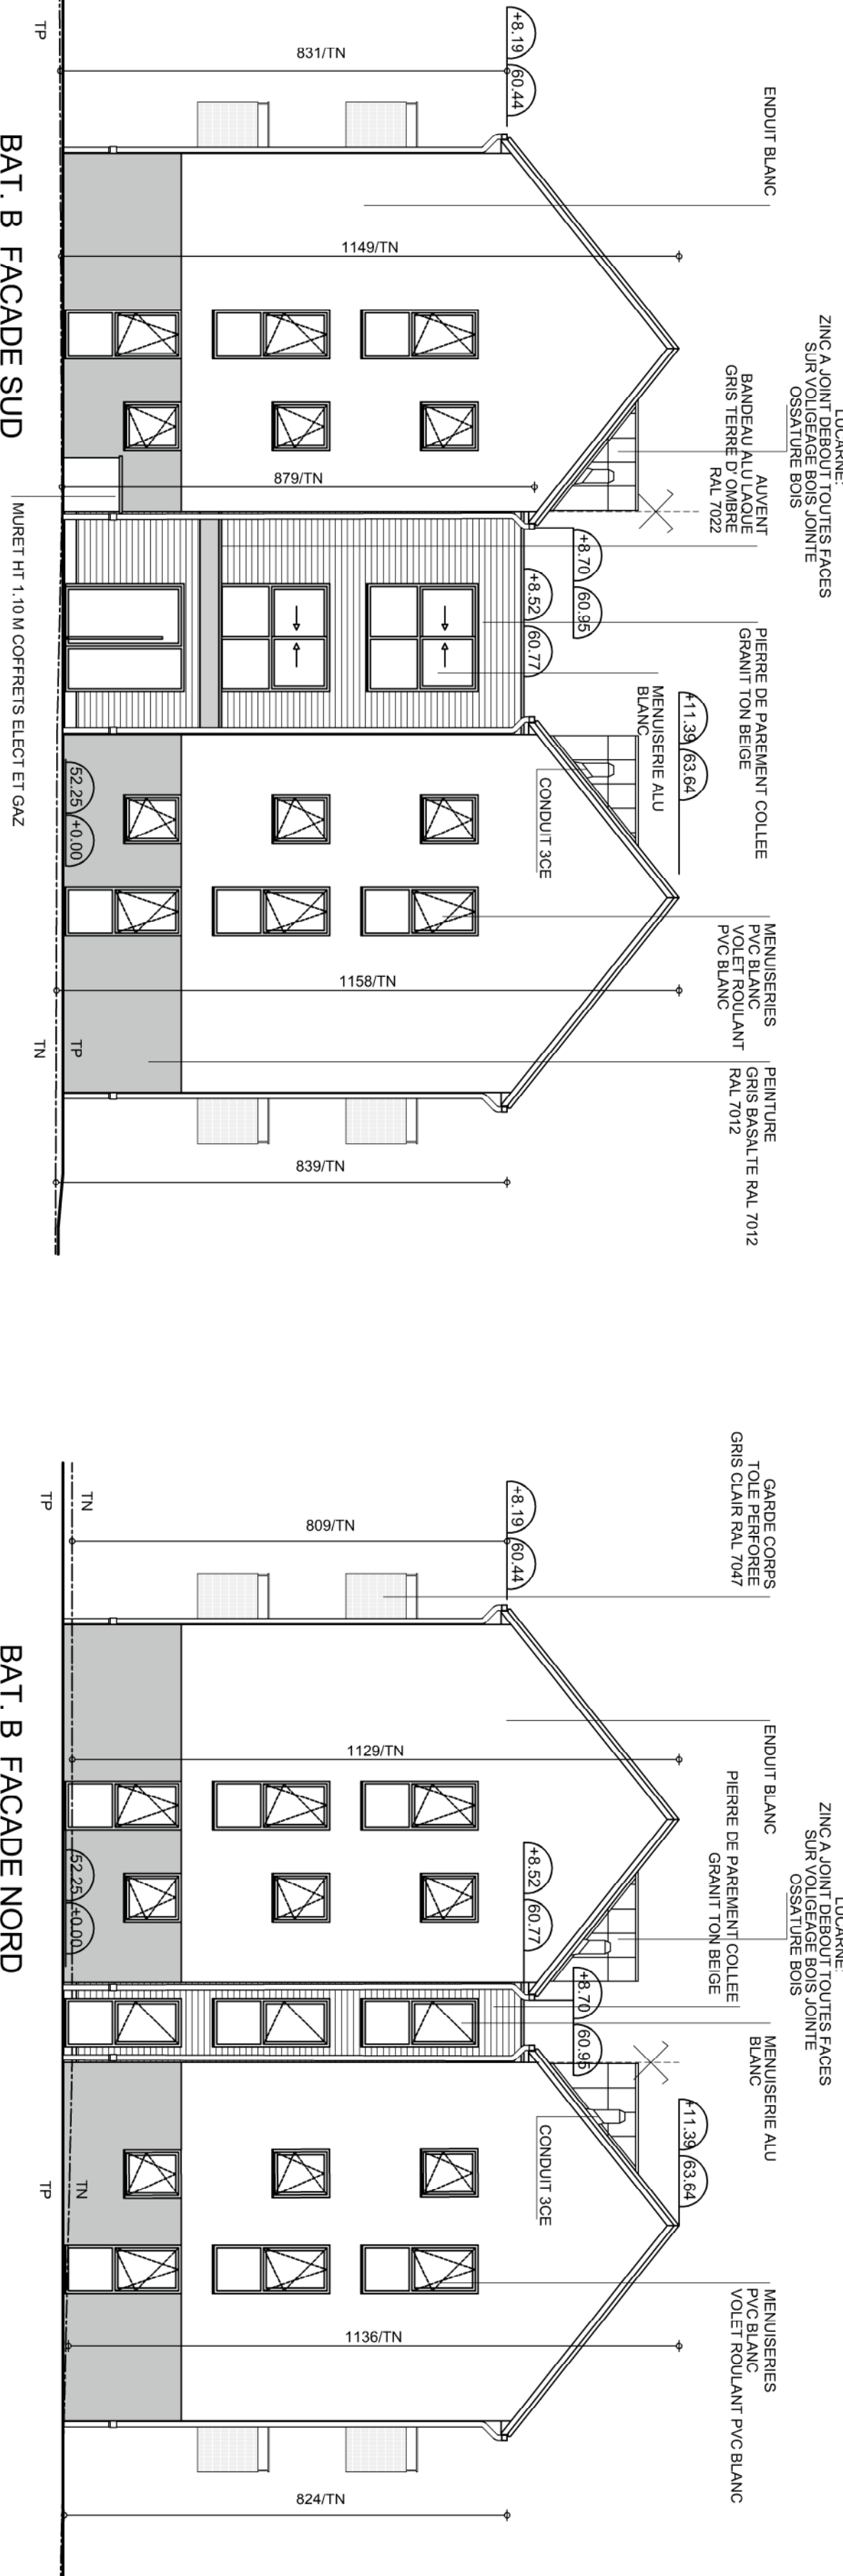 LUCARNE:
ZINC A JOINT DEBOUT TOUTES FACES
SUR VOLIGEAGE BOIS JOINTE
OSSATURE BOIS
ENDUIT BLANC
AUVENT
BANDEAU ALU LAQUE
GRIS TERRE D' OMBRE
RAL 7022
PIERRE DE PAREMENT COLLEE
GRANIT TON BEIGE
MENUISERIE ALU
BLANC
MENUISERIES
PVC BLANC
VOLET ROULANT
PVC BLANC
PEINTURE
GRIS BASALTE RAL 7012
RAL 7012
+11.39 63.64
+8.70 60.95
+8.52 60.77
+8.19 60.44
CONDUIT 3CE
831/TN
1149/TN
879/TN
1158/TN
839/TN
52.25 +0.00
TP
TN
TP
MURET HT 1.10 M COFFRETS ELECT ET GAZ
BAT. B FACADE SUD
LUCARNE:
ZINC A JOINT DEBOUT TOUTES FACES
SUR VOLIGEAGE BOIS JOINTE
OSSATURE BOIS
GARDE CORPS
TOLE PERFOREE
GRIS CLAIR RAL 7047
ENDUIT BLANC
PIERRE DE PAREMENT COLLEE
GRANIT TON BEIGE
MENUISERIE ALU
BLANC
MENUISERIES
PVC BLANC
VOLET ROULANT PVC BLANC
+11.39 63.64
+8.70 60.95
+8.52 60.77
+8.19 60.44
CONDUIT 3CE
809/TN
1129/TN
1136/TN
824/TN
52.25 +0.00
TN
TP
TN
TP
BAT. B FACADE NORD